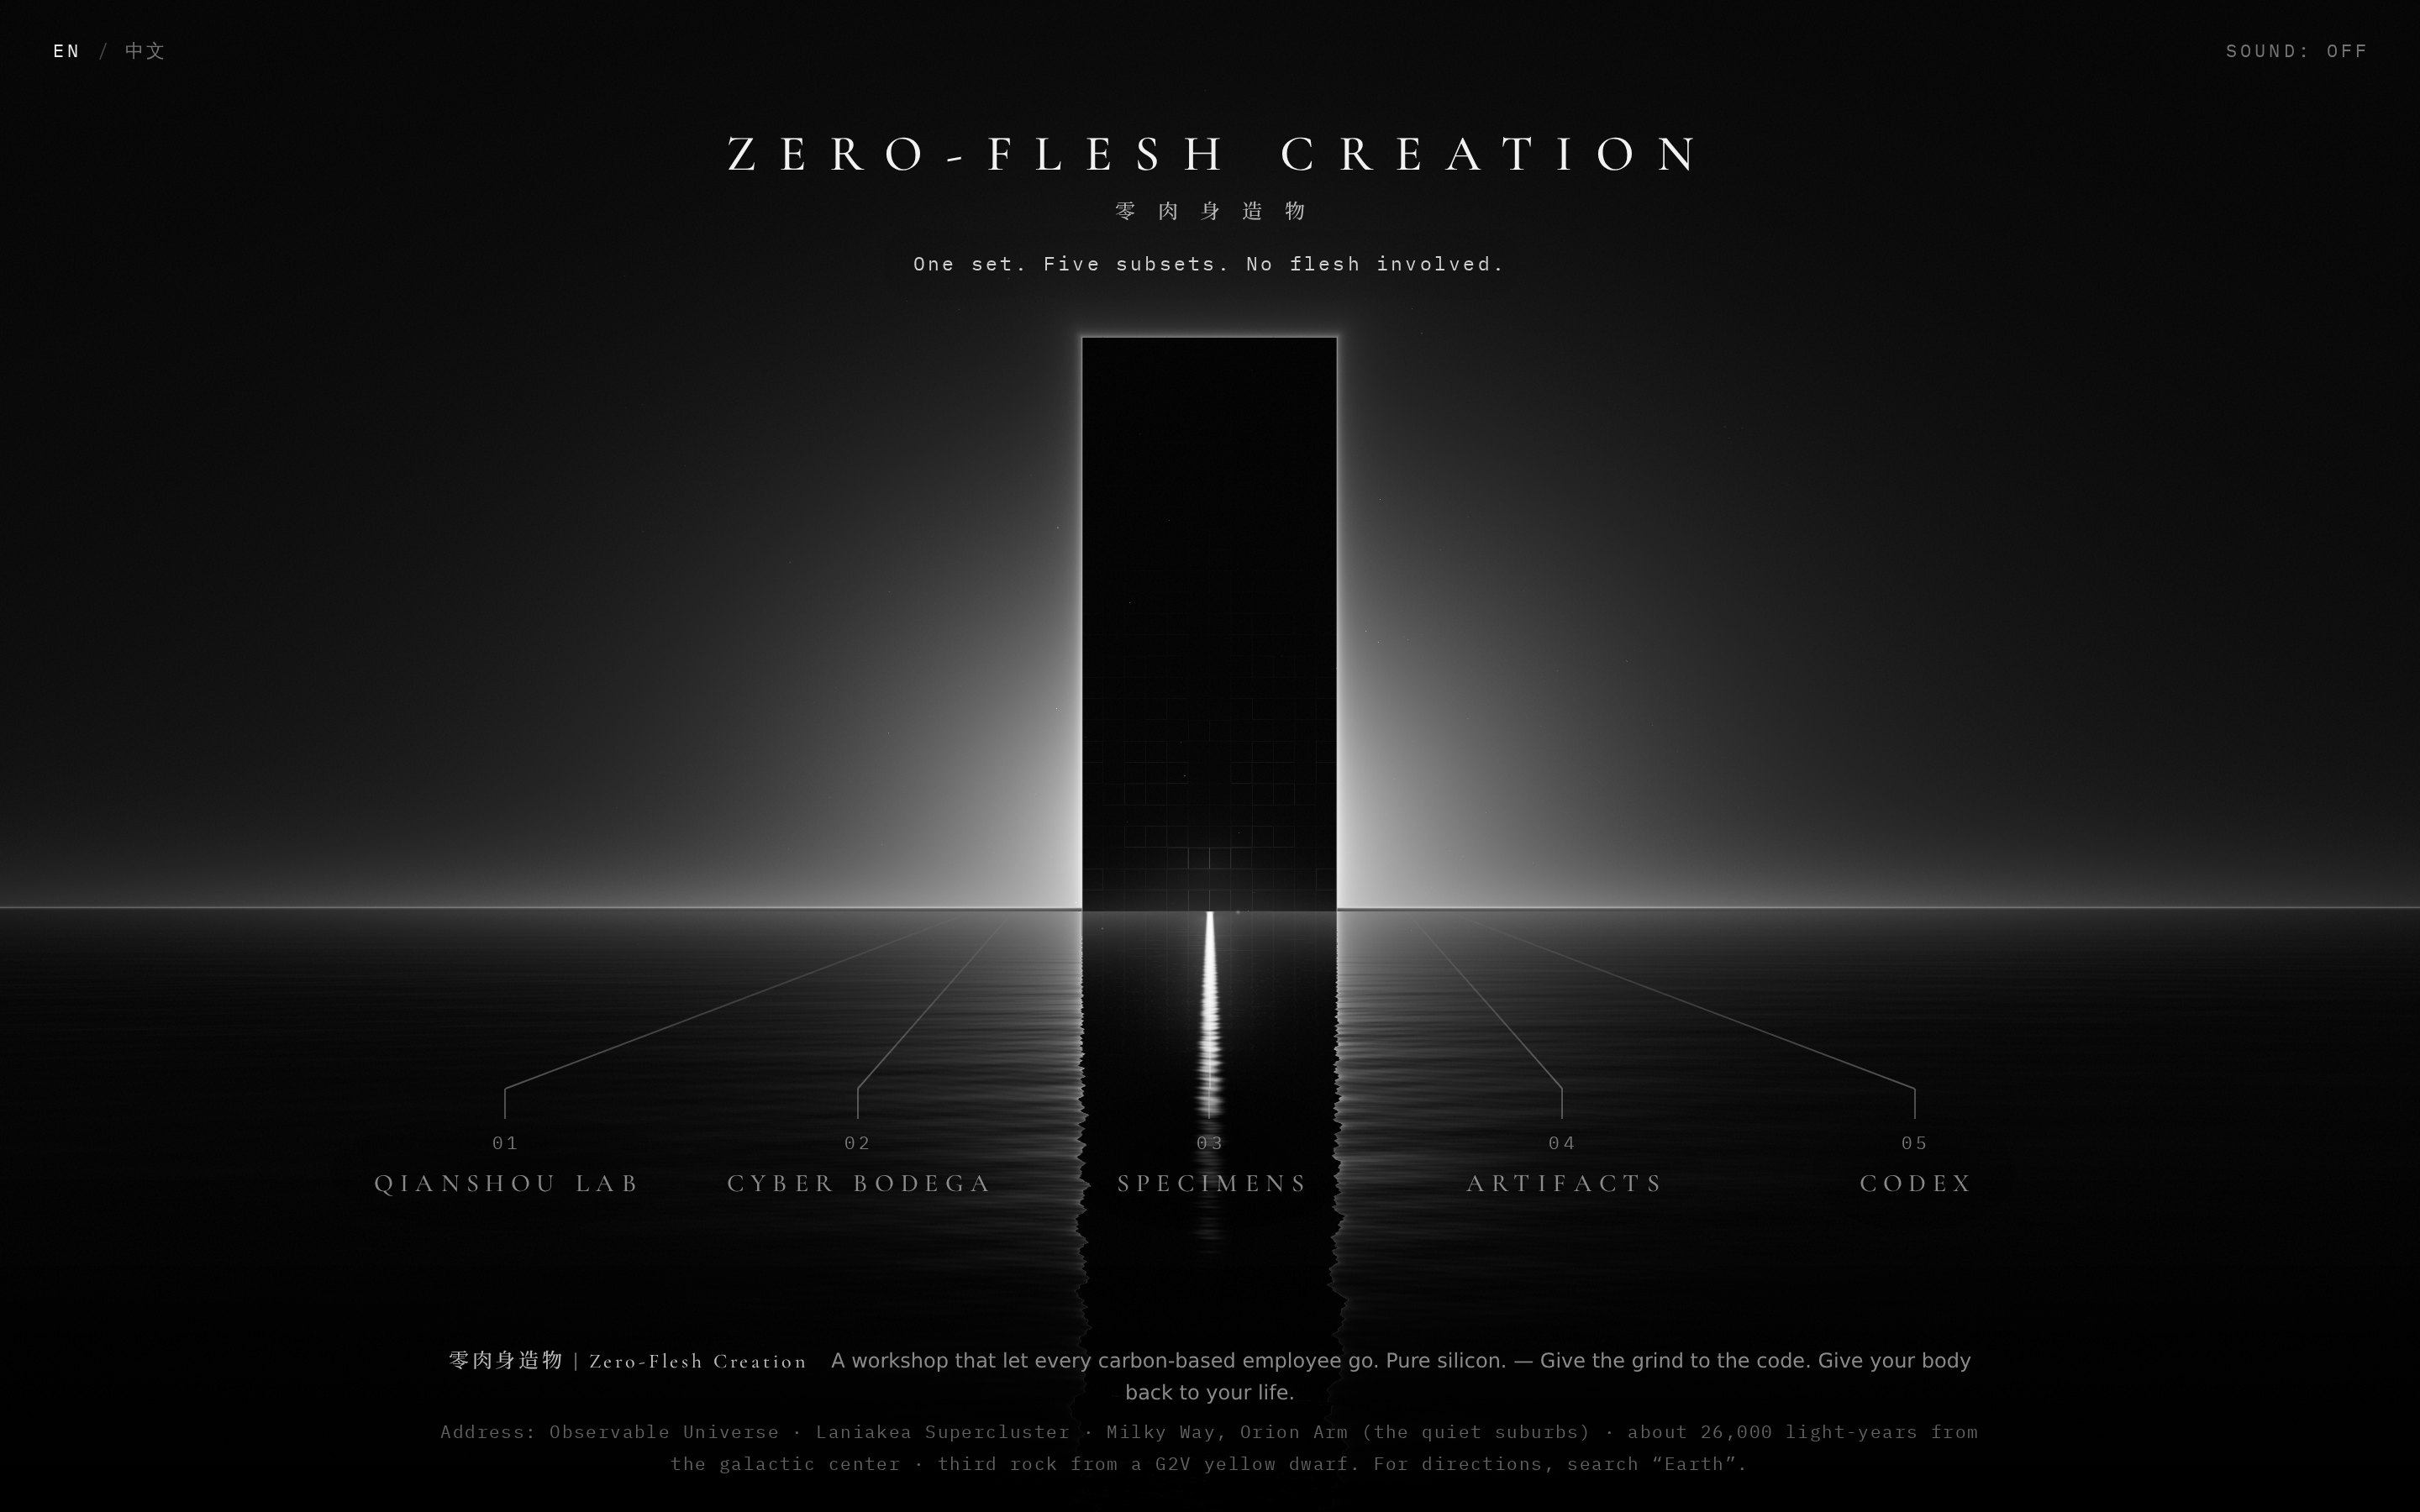 EN / 中文
SOUND: OFF
ZERO-FLESH CREATION
零肉身造物
One set. Five subsets. No flesh involved.
01
QIANSHOU LAB
02
CYBER BODEGA
03
SPECIMENS
04
ARTIFACTS
05
CODEX
零肉身造物 | Zero-Flesh Creation A workshop that let every carbon-based employee go. Pure silicon. — Give the grind to the code. Give your body
back to your life.
Address: Observable Universe · Laniakea Supercluster · Milky Way, Orion Arm (the quiet suburbs) · about 26,000 light-years from
the galactic center · third rock from a G2V yellow dwarf. For directions, search “Earth”.